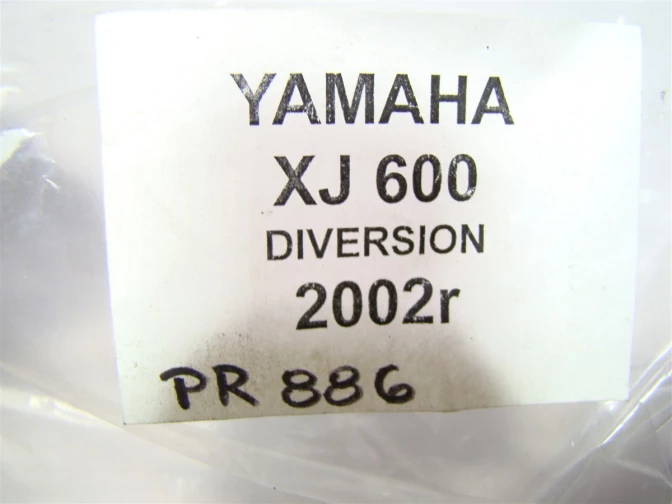 YAMAHA
XJ 600
DIVERSION
2002r
PR 886